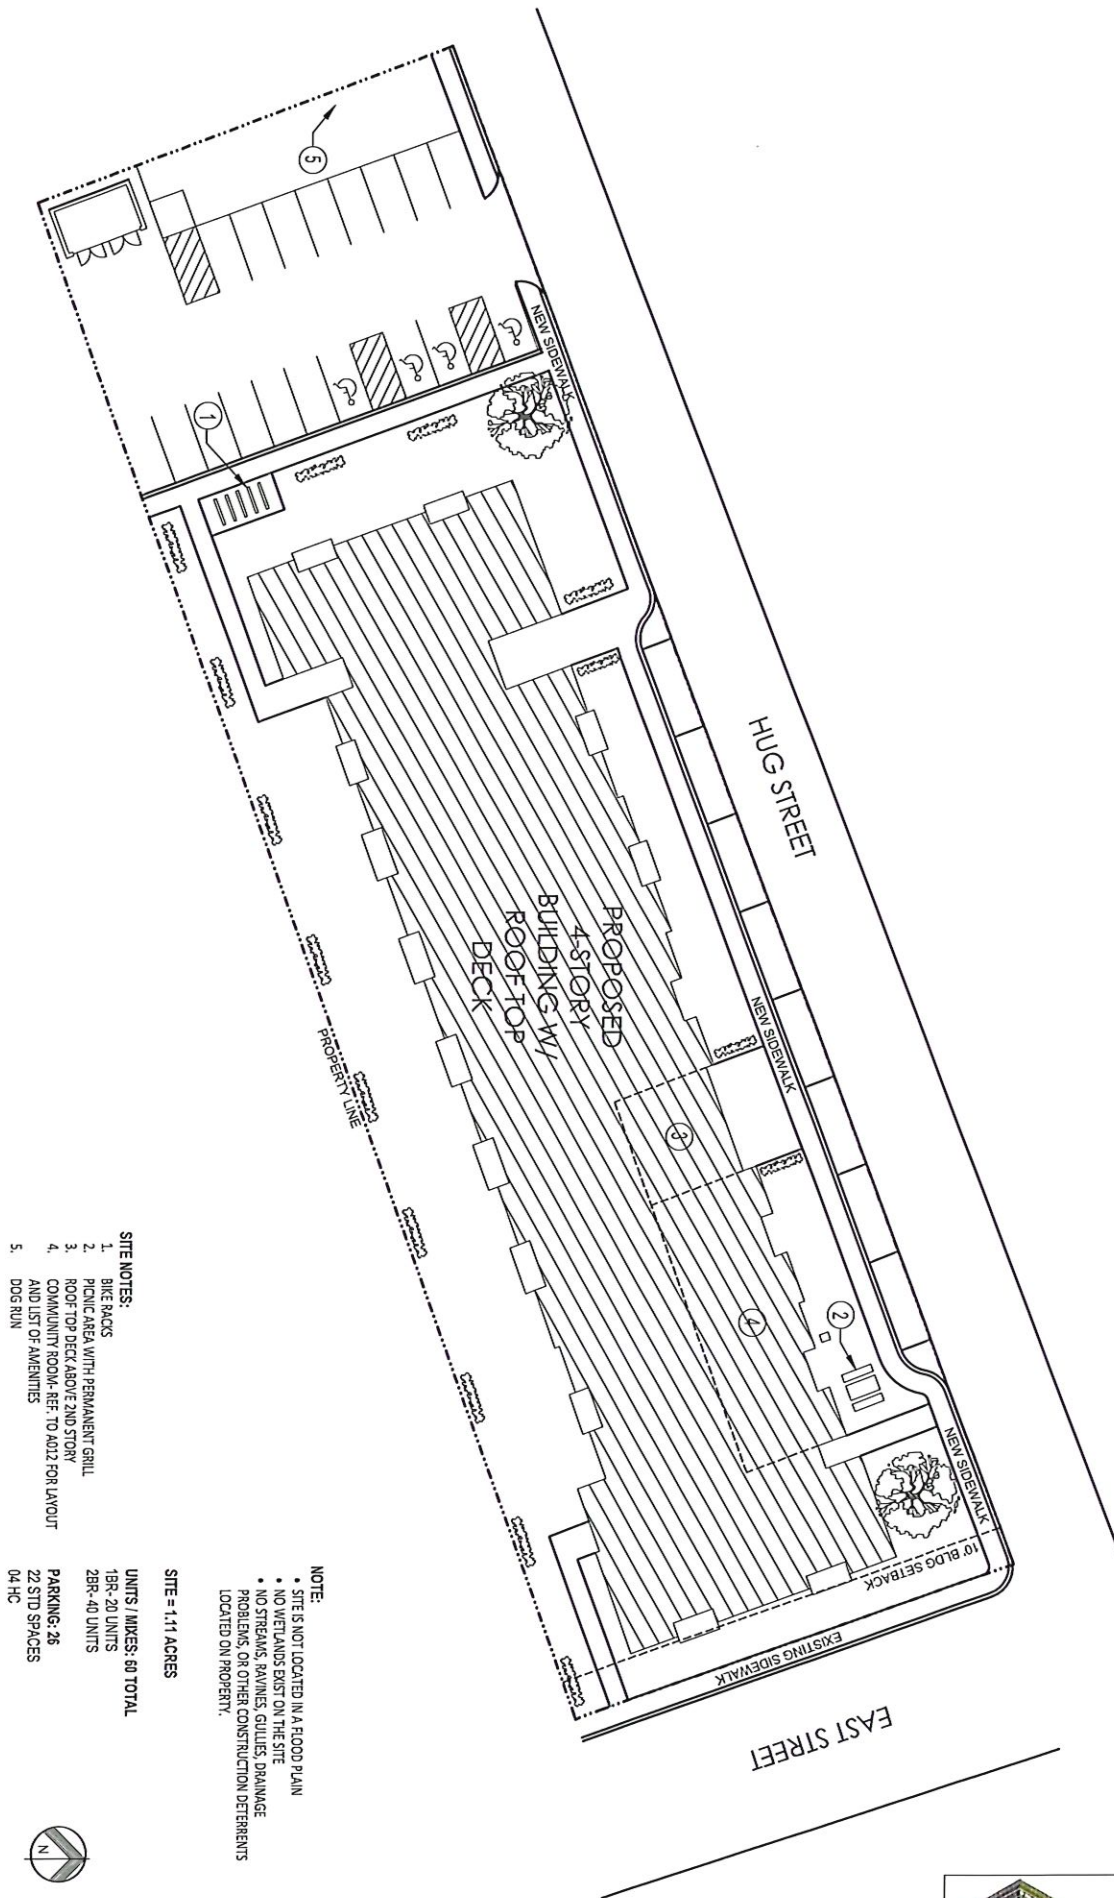 HUG STREET
NEW SIDEWALK
NEW SIDEWALK
NEW SIDEWALK
10' BLDG SETBACK
EXISTING SIDEWALK
EAST STREET
PROPERTY LINE
PROPOSED
4-STORY
BUILDING W/
ROOF TOP
DECK
1
2
3
4
5
SITE NOTES:
1. BIKE RACKS
2. PICNIC AREA WITH PERMANENT GRILL
3. ROOF TOP DECK ABOVE 2ND STORY
4. COMMUNITY ROOM- REF. TO A012 FOR LAYOUT
AND LIST OF AMENITIES
5. DOG RUN
NOTE:
• SITE IS NOT LOCATED IN A FLOOD PLAIN
• NO WETLANDS EXIST ON THE SITE
• NO STREAMS, RAVINES, GULLIES, DRAINAGE
PROBLEMS, OR OTHER CONSTRUCTION DETERRENTS
LOCATED ON PROPERTY.
SITE = 1.11 ACRES
UNITS / MIXES: 60 TOTAL
1BR- 20 UNITS
2BR- 40 UNITS
PARKING: 26
22 STD SPACES
04 HC
N